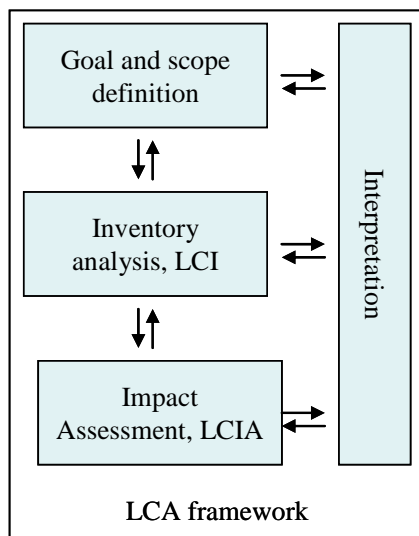 Goal and scope
definition
Inventory
analysis, LCI
Impact
Assessment, LCIA
Interpretation
LCA framework